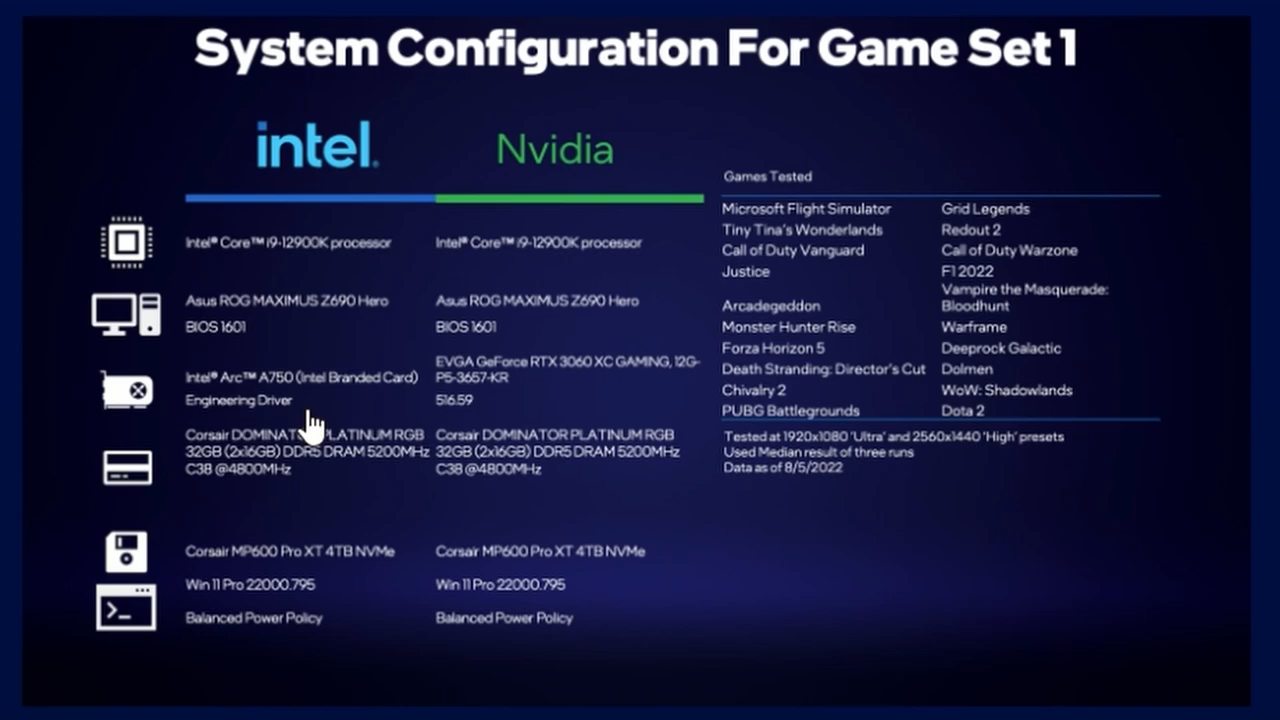 System Configuration For Game Set 1
intel.
Nvidia
Intel® Core™ i9-12900K processor
Intel® Core™ i9-12900K processor
Asus ROG MAXIMUS Z690 Hero
BIOS 1601
Asus ROG MAXIMUS Z690 Hero
BIOS 1601
Intel® Arc™ A750 (Intel Branded Card)
Engineering Driver
EVGA GeForce RTX 3060 XC GAMING, 12G-
P5-3657-KR
516.59
Corsair DOMINATOR PLATINUM RGB
32GB (2x16GB) DDR5 DRAM 5200MHz
C38 @4800MHz
Corsair DOMINATOR PLATINUM RGB
32GB (2x16GB) DDR5 DRAM 5200MHz
C38 @4800MHz
Corsair MP600 Pro XT 4TB NVMe
Corsair MP600 Pro XT 4TB NVMe
Win 11 Pro 22000.795
Win 11 Pro 22000.795
Balanced Power Policy
Balanced Power Policy
Games Tested
Microsoft Flight Simulator
Tiny Tina's Wonderlands
Call of Duty Vanguard
Justice
Arcadegeddon
Monster Hunter Rise
Forza Horizon 5
Death Stranding: Director's Cut
Chivalry 2
PUBG Battlegrounds
Grid Legends
Redout 2
Call of Duty Warzone
F1 2022
Vampire the Masquerade:
Bloodhunt
Warframe
Deeprock Galactic
Dolmen
WoW: Shadowlands
Dota 2
Tested at 1920x1080 'Ultra' and 2560x1440 'High' presets
Used Median result of three runs
Data as of 8/5/2022